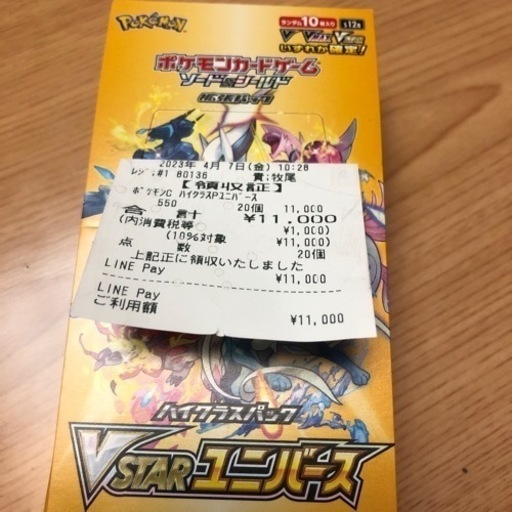 Pokémon
ランダム10枚入り
s12a
いずれか確定!
ポケモンカードゲーム
ソード&シールド
拡張パック
2023年 4月 7日(金) 10:28
レジ:#1 80136 責:牧尾
【領収証】
ポケモンC ハイクラスPユニバース
550 20個 11,000
合 計 ¥11,000
(内消費税等 ¥1,000)
(10%対象 ¥11,000)
点 数 20個
上記正に領収いたしました
LINE Pay ¥11,000
LINE Pay
ご利用額 ¥11,000
ハイクラスパック
VSTARユニバース